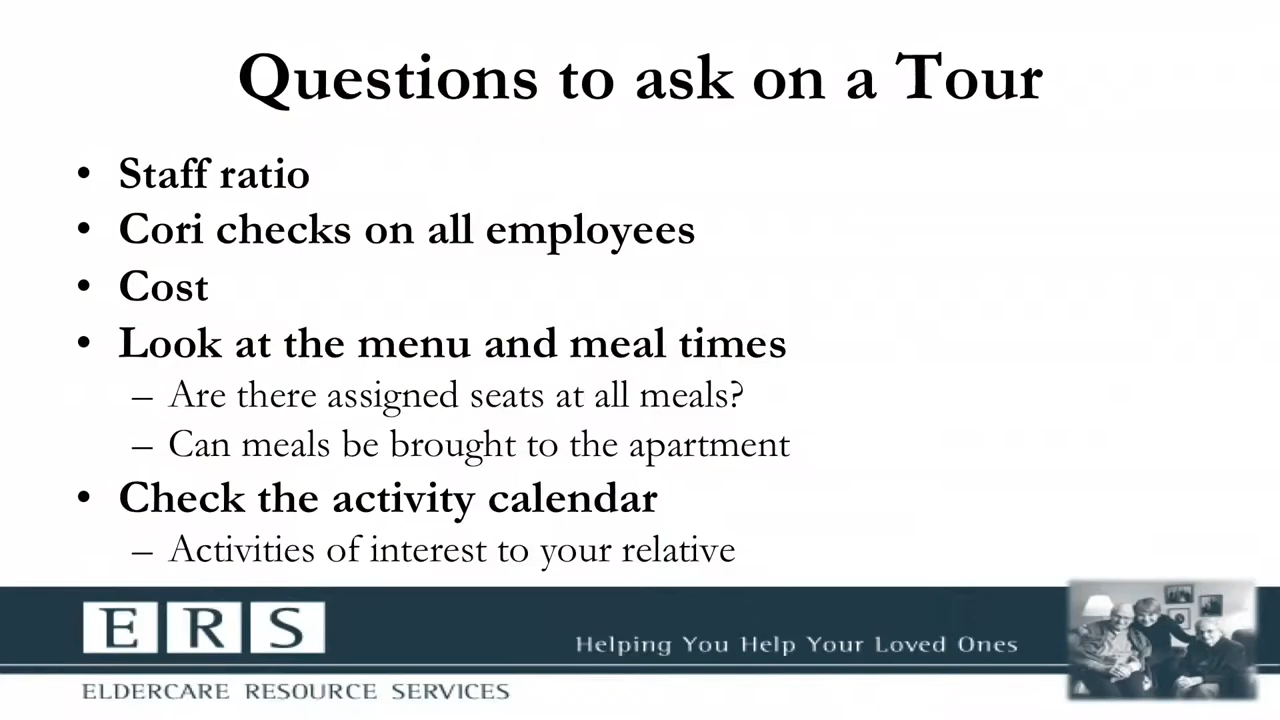 Questions to ask on a Tour
• Staff ratio
• Cori checks on all employees
• Cost
• Look at the menu and meal times
– Are there assigned seats at all meals?
– Can meals be brought to the apartment
• Check the activity calendar
– Activities of interest to your relative
ERS
Helping You Help Your Loved Ones
ELDERCARE RESOURCE SERVICES